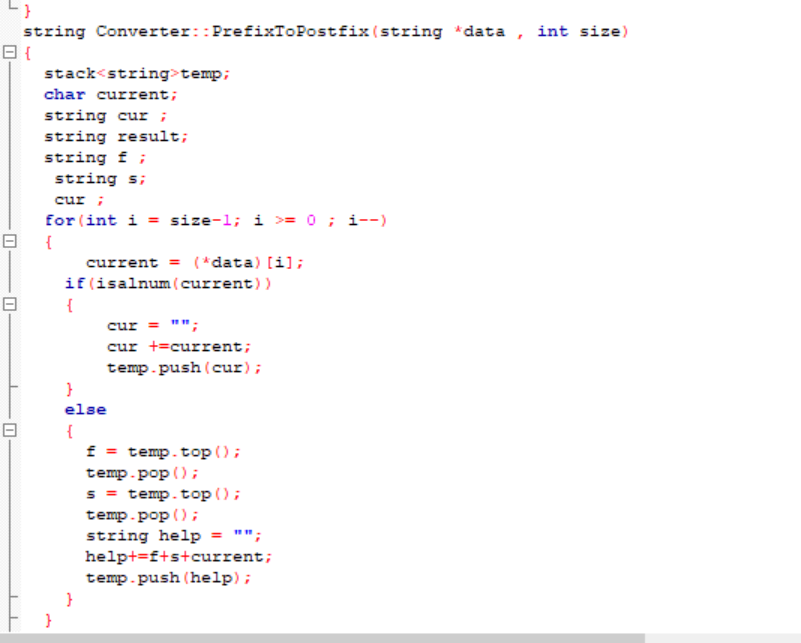 }
string Converter::PrefixToPostfix(string *data , int size)
{
stack<string>temp;
char current;
string cur ;
string result;
string f ;
string s;
cur ;
for(int i = size-1; i >= 0 ; i--)
{
current = (*data)[i];
if(isalnum(current))
{
cur = "";
cur +=current;
temp.push(cur);
}
else
{
f = temp.top();
temp.pop();
s = temp.top();
temp.pop();
string help = "";
help+=f+s+current;
temp.push(help);
}
}